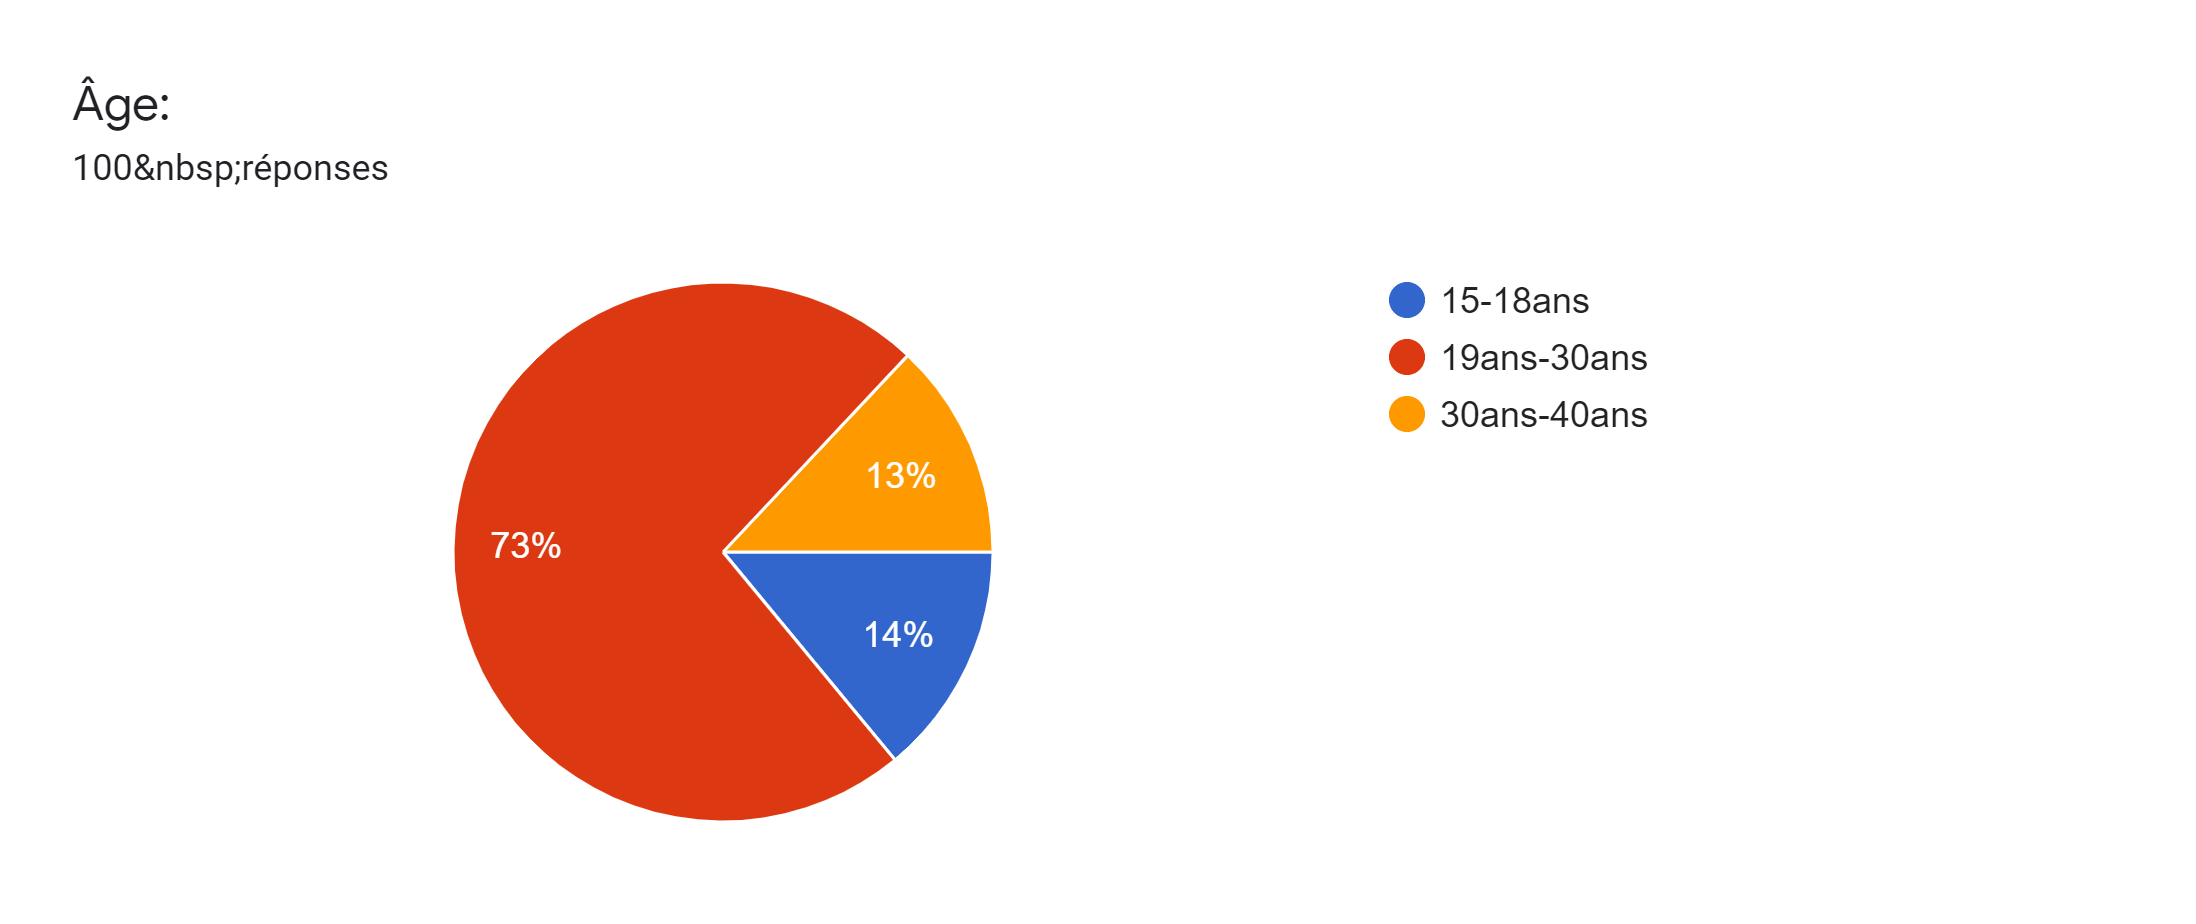 Âge:
100&nbsp;réponses
15-18ans
19ans-30ans
30ans-40ans
13%
73%
14%